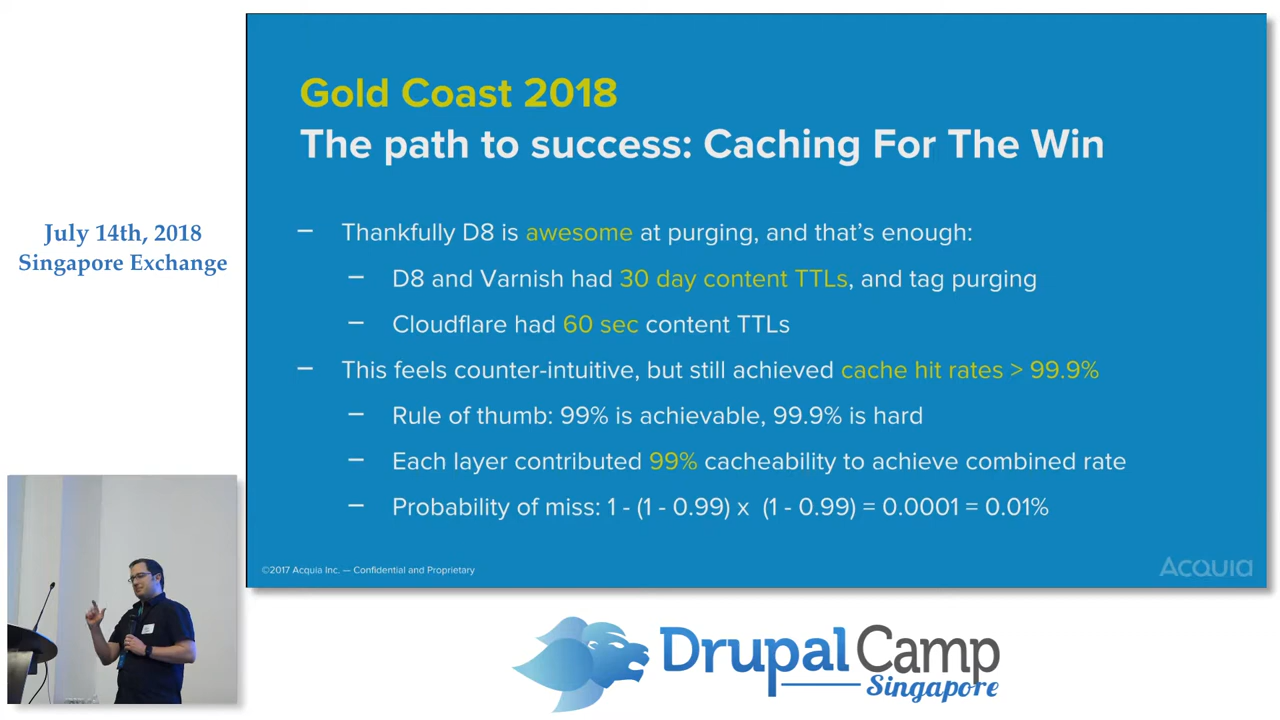 July 14th, 2018
Singapore Exchange
Gold Coast 2018
The path to success: Caching For The Win
– Thankfully D8 is awesome at purging, and that's enough:
– D8 and Varnish had 30 day content TTLs, and tag purging
– Cloudflare had 60 sec content TTLs
– This feels counter-intuitive, but still achieved cache hit rates > 99.9%
– Rule of thumb: 99% is achievable, 99.9% is hard
– Each layer contributed 99% cacheability to achieve combined rate
– Probability of miss: 1 - (1 - 0.99) x (1 - 0.99) = 0.0001 = 0.01%
©2017 Acquia Inc. — Confidential and Proprietary
Acquia
DrupalCamp
Singapore